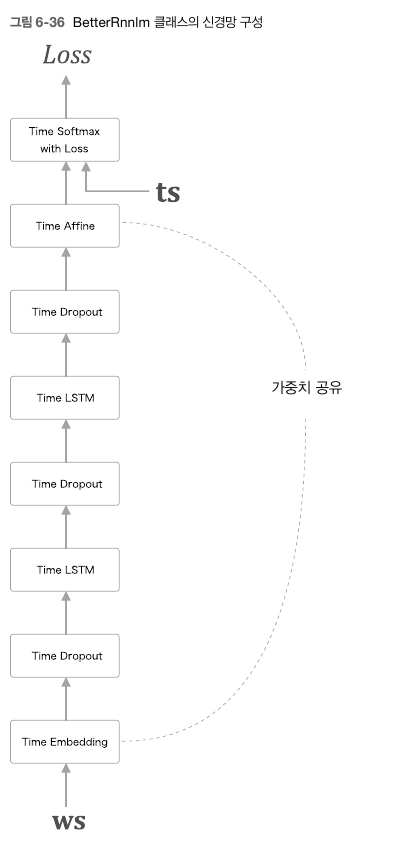 그림 6-36 BetterRnnlm 클래스의 신경망 구성
Loss
Time Softmax
with Loss
ts
Time Affine
Time Dropout
가중치 공유
Time LSTM
Time Dropout
Time LSTM
Time Dropout
Time Embedding
ws